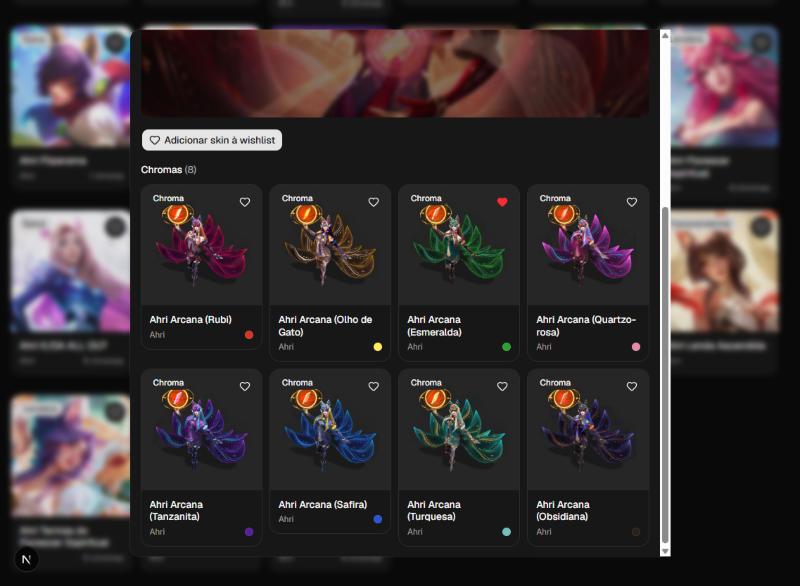 Adicionar skin à wishlist
Chromas (8)
Chroma
Chroma
Chroma
Chroma
Ahri Arcana (Rubi)
Ahri
Ahri Arcana (Olho de
Gato)
Ahri
Ahri Arcana
(Esmeralda)
Ahri
Ahri Arcana (Quartzo-
rosa)
Ahri
Chroma
Chroma
Chroma
Chroma
Ahri Arcana
(Tanzanita)
Ahri
Ahri Arcana (Safira)
Ahri
Ahri Arcana
(Turquesa)
Ahri
Ahri Arcana
(Obsidiana)
Ahri
N